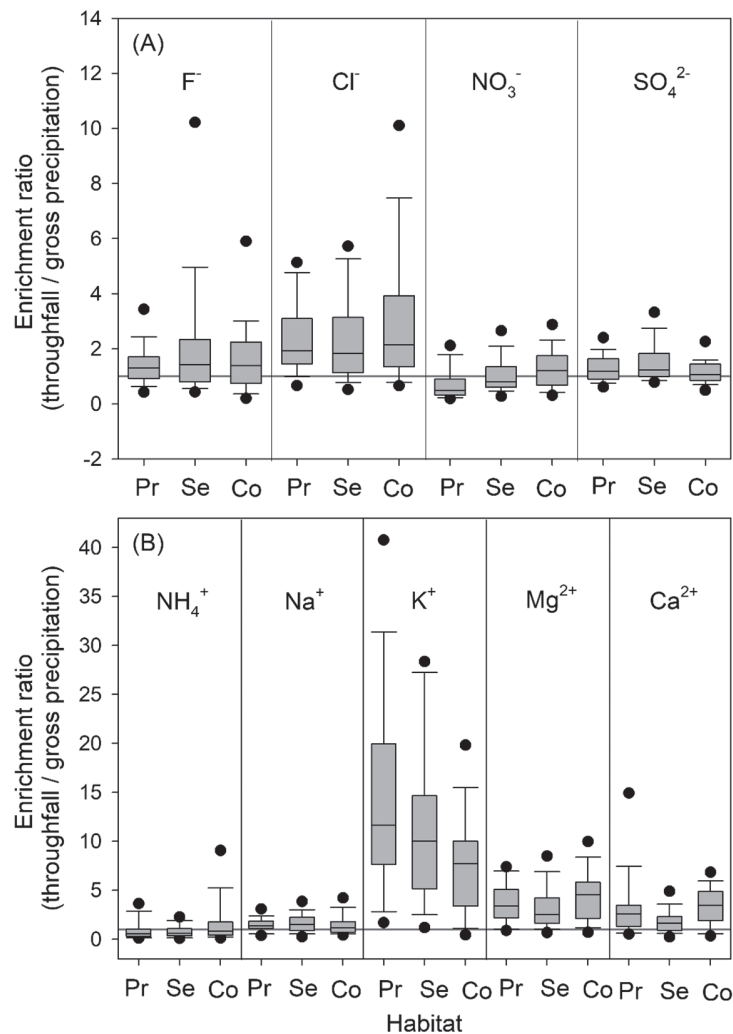 (A)
F⁻ Cl⁻ NO₃⁻ SO₄²⁻
Enrichment ratio
(throughfall / gross precipitation)
14
12
10
8
6
4
2
0
-2
Pr Se Co Pr Se Co Pr Se Co Pr Se Co
(B)
NH₄⁺ Na⁺ K⁺ Mg²⁺ Ca²⁺
Enrichment ratio
(throughfall / gross precipitation)
40
35
30
25
20
15
10
5
0
Pr Se Co Pr Se Co Pr Se Co Pr Se Co Pr Se Co
Habitat